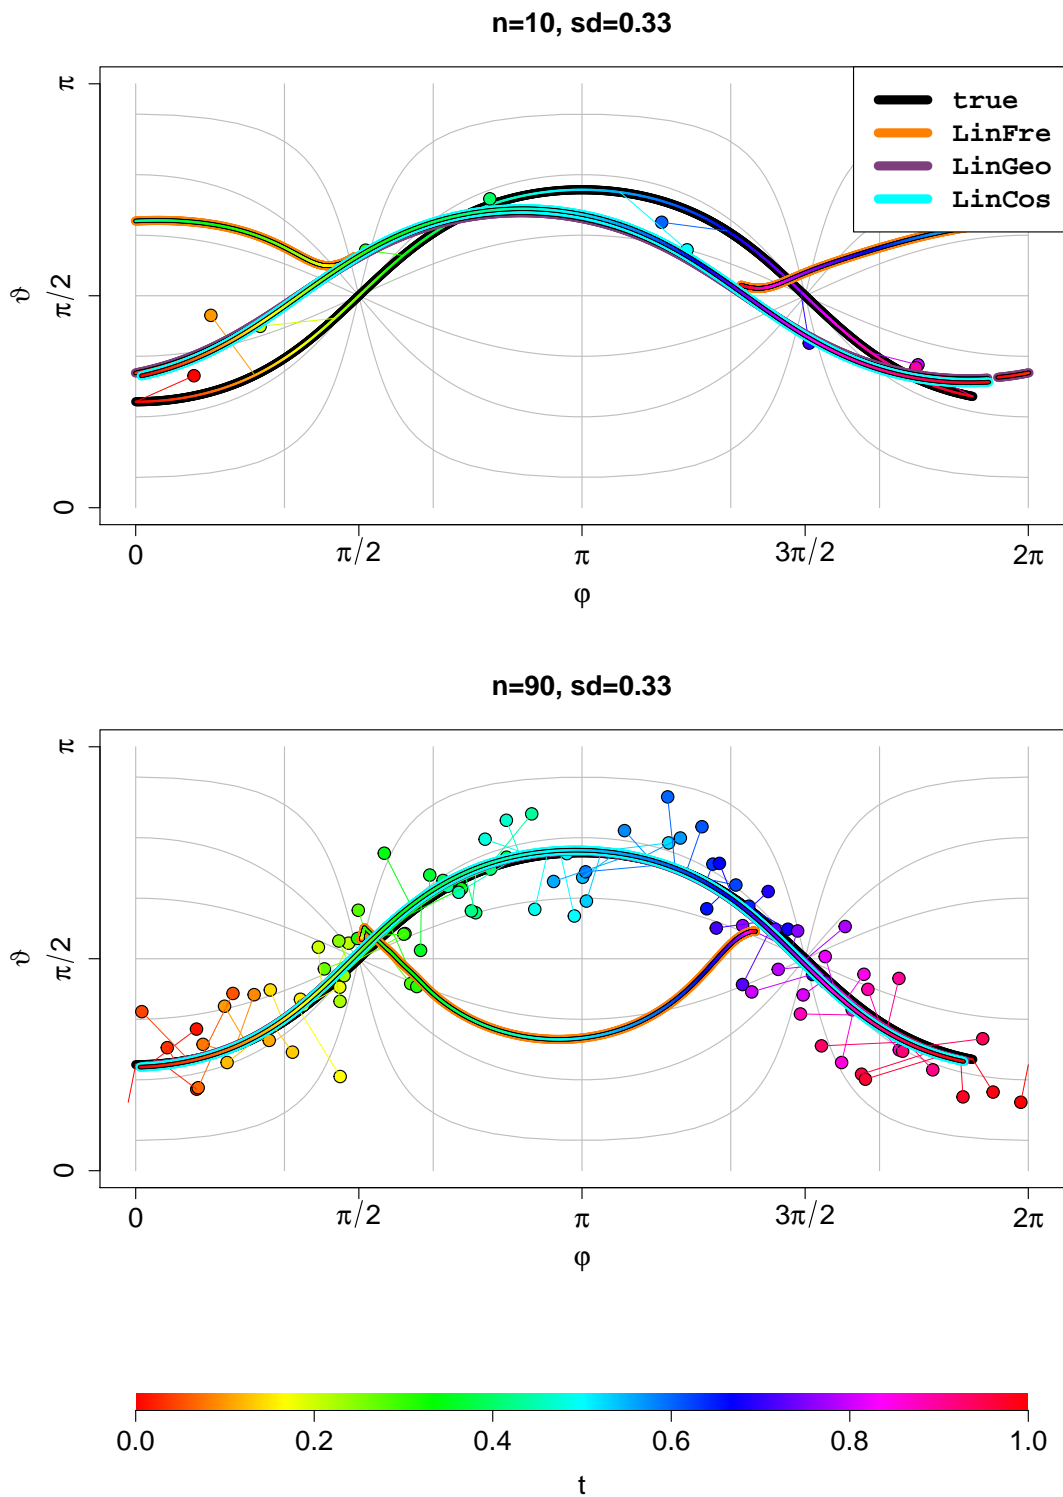 n=10, sd=0.33
π
π/2
0
ϑ
true
LinFre
LinGeo
LinCos
0 π/2 π 3π/2 2π
φ
n=90, sd=0.33
π
π/2
0
ϑ
0 π/2 π 3π/2 2π
φ
0.0 0.2 0.4 0.6 0.8 1.0
t